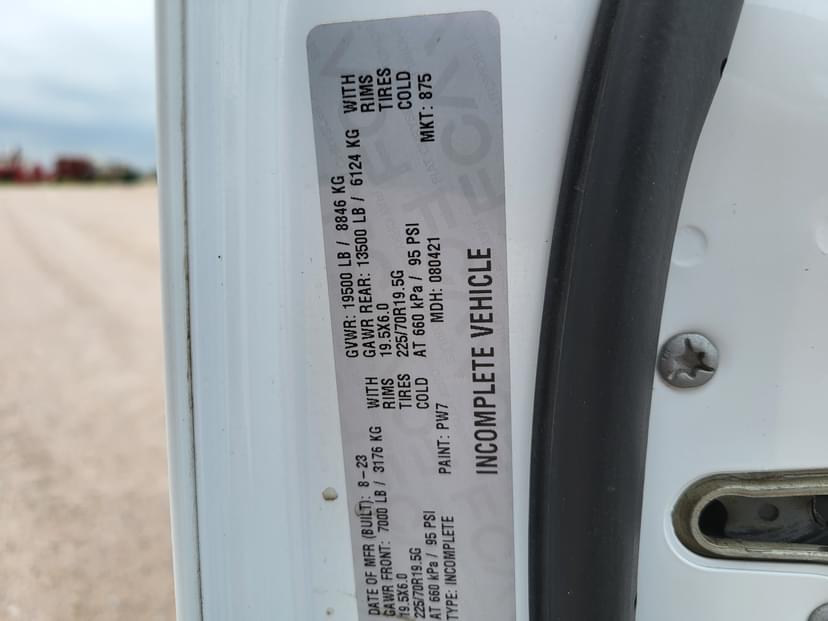 DATE OF MFR (BUILT): 8-23 GVWR: 19500 LB / 8846 KG
GAWR FRONT: 7000 LB / 3176 KG WITH GAWR REAR: 13500 LB / 6124 KG WITH
19.5X6.0 RIMS 19.5X6.0 RIMS
225/70R19.5G TIRES 225/70R19.5G TIRES
AT 660 kPa / 95 PSI COLD AT 660 kPa / 95 PSI COLD
TYPE: INCOMPLETE PAINT: PW7 MDH: 080421 MKT: 875
INCOMPLETE VEHICLE